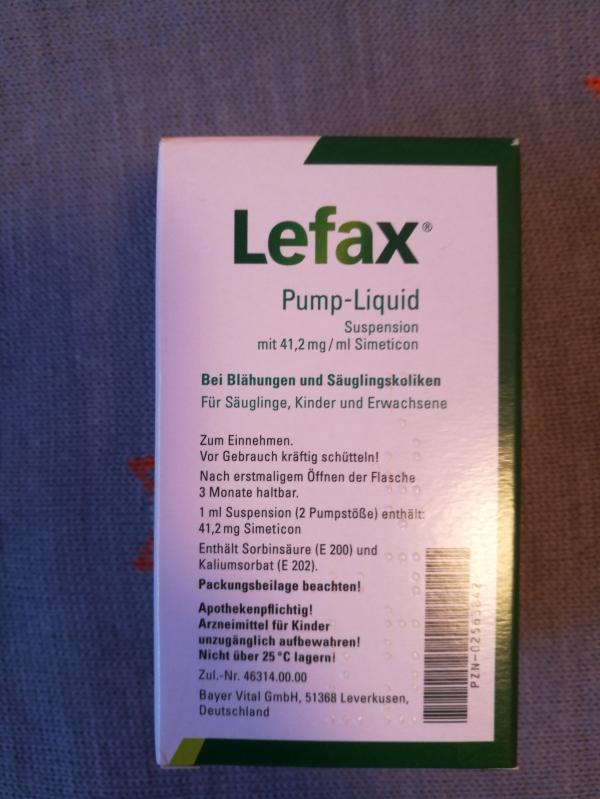 Lefax®
Pump-Liquid
Suspension
mit 41,2 mg / ml Simeticon
Bei Blähungen und Säuglingskoliken
Für Säuglinge, Kinder und Erwachsene
Zum Einnehmen.
Vor Gebrauch kräftig schütteln!
Nach erstmaligem Öffnen der Flasche
3 Monate haltbar.
1 ml Suspension (2 Pumpstöße) enthält:
41,2 mg Simeticon
Enthält Sorbinsäure (E 200) und
Kaliumsorbat (E 202).
Packungsbeilage beachten!
Apothekenpflichtig!
Arzneimittel für Kinder
unzugänglich aufbewahren!
Nicht über 25 °C lagern!
Zul.-Nr. 46314.00.00
Bayer Vital GmbH, 51368 Leverkusen,
Deutschland